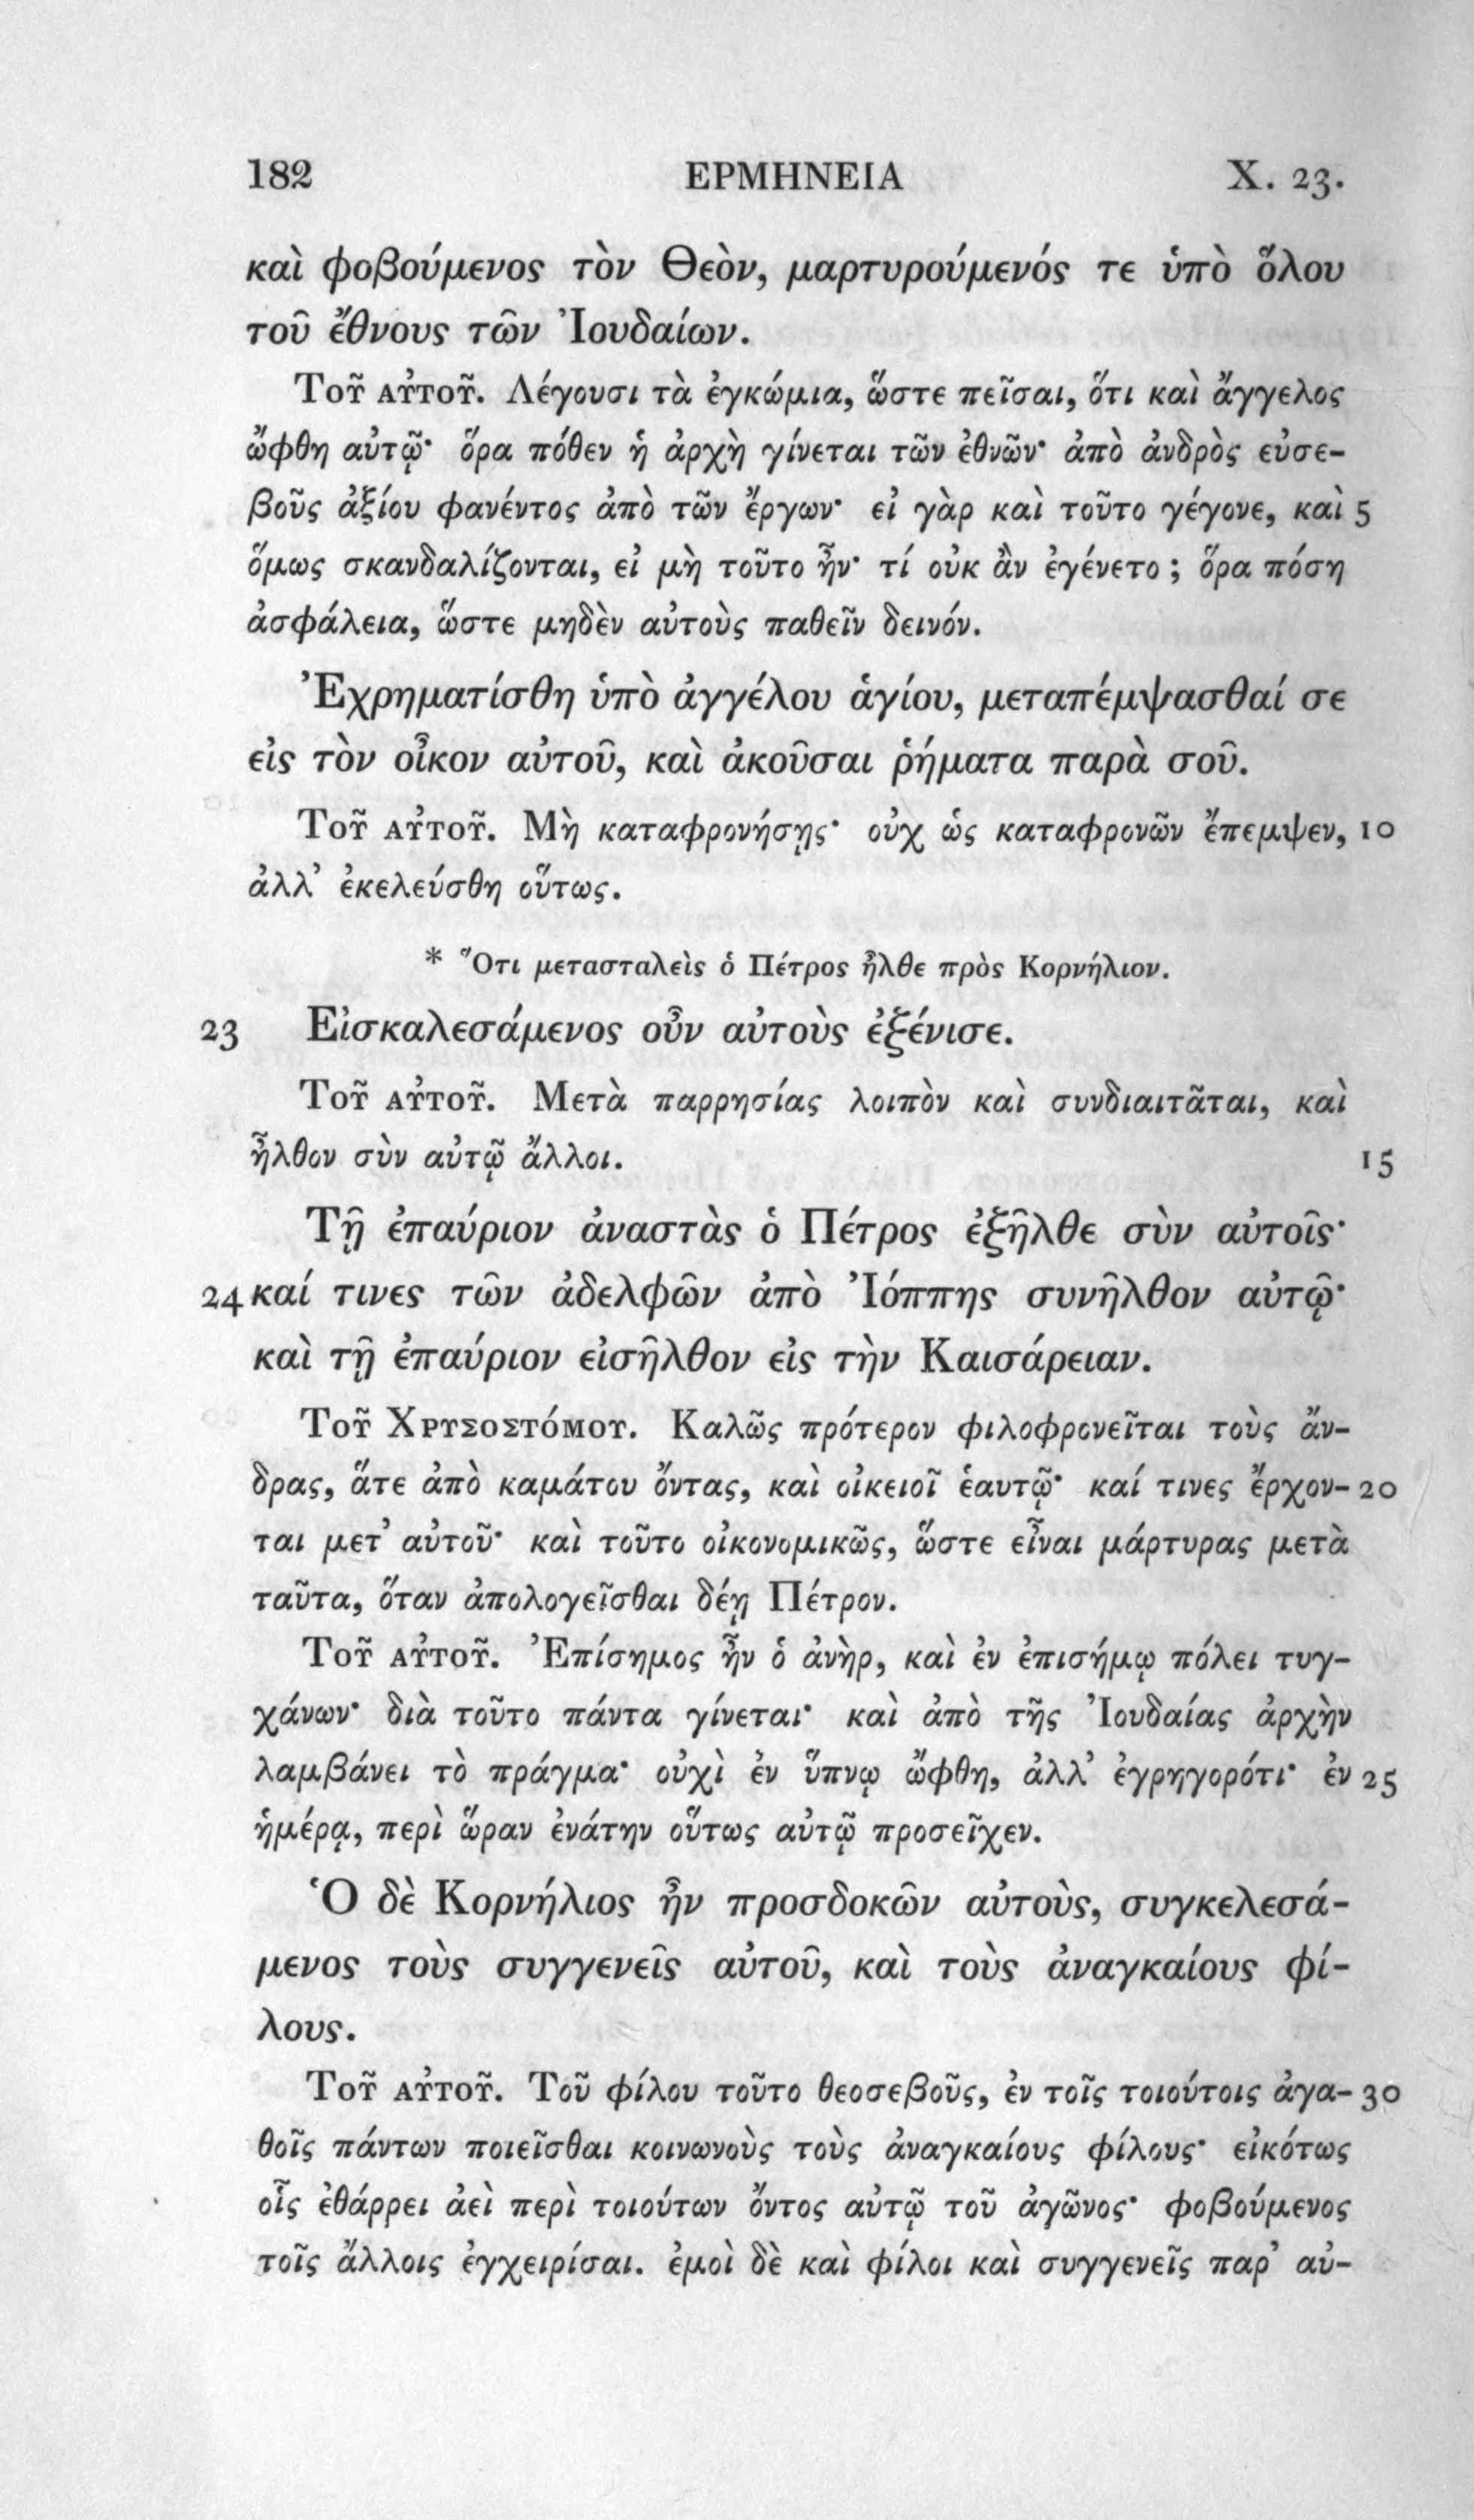 182 ΕΡΜΗΝΕΙΑ Χ. 23.
καὶ φοβούμενος τὸν Θεὸν, μαρτυρούμενός τε ὑπὸ ὅλου
τοῦ ἔθνους τῶν Ἰουδαίων.
Τοῦ αὐτοῦ. Λέγουσι τὰ ἐγκώμια, ὥστε πεῖσαι, ὅτι καὶ ἄγγελος
ὤφθη αὐτῷ· ὅρα πόθεν ἡ ἀρχὴ γίνεται τῶν ἐθνῶν· ἀπὸ ἀνδρὸς εὐσε-
βοῦς ἀξίου φανέντος ἀπὸ τῶν ἔργων· εἰ γὰρ καὶ τοῦτο γέγονε, καὶ 5
ὅμως σκανδαλίζονται, εἰ μὴ τοῦτο ἦν· τί οὐκ ἂν ἐγένετο ; ὅρα πόση
ἀσφάλεια, ὥστε μηδὲν αὐτοὺς παθεῖν δεινόν.
Ἐχρηματίσθη ὑπὸ ἀγγέλου ἁγίου, μεταπέμψασθαί σε
εἰς τὸν οἶκον αὐτοῦ, καὶ ἀκοῦσαι ῥήματα παρὰ σοῦ.
Τοῦ αὐτοῦ. Μὴ καταφρονήσῃς· οὐχ ὡς καταφρονῶν ἔπεμψεν, 10
ἀλλ᾽ ἐκελεύσθη οὕτως.
* Ὅτι μετασταλεὶς ὁ Πέτρος ἦλθε πρὸς Κορνήλιον.
23 Εἰσκαλεσάμενος οὖν αὐτοὺς ἐξένισε.
Τοῦ αὐτοῦ. Μετὰ παρρησίας λοιπὸν καὶ συνδιαιτᾶται, καὶ
ἦλθον σὺν αὐτῷ ἄλλοι. 15
Τῇ ἐπαύριον ἀναστὰς ὁ Πέτρος ἐξῆλθε σὺν αὐτοῖς·
24 καί τινες τῶν ἀδελφῶν ἀπὸ Ἰόππης συνῆλθον αὐτῷ·
καὶ τῇ ἐπαύριον εἰσῆλθον εἰς τὴν Καισάρειαν.
Τοῦ Χρυσοστόμου. Καλῶς πρότερον φιλοφρονεῖται τοὺς ἄν-
δρας, ἅτε ἀπὸ καμάτου ὄντας, καὶ οἰκειοῖ ἑαυτῷ· καί τινες ἔρχον- 20
ται μετ᾽ αὐτοῦ· καὶ τοῦτο οἰκονομικῶς, ὥστε εἶναι μάρτυρας μετὰ
ταῦτα, ὅταν ἀπολογεῖσθαι δέῃ Πέτρον.
Τοῦ αὐτοῦ. Ἐπίσημος ἦν ὁ ἀνὴρ, καὶ ἐν ἐπισήμῳ πόλει τυγ-
χάνων· διὰ τοῦτο πάντα γίνεται· καὶ ἀπὸ τῆς Ἰουδαίας ἀρχὴν
λαμβάνει τὸ πράγμα· οὐχὶ ἐν ὕπνῳ ὤφθη, ἀλλ᾽ ἐγρηγορότι· ἐν 25
ἡμέρᾳ, περὶ ὥραν ἐνάτην οὕτως αὐτῷ προσεῖχεν.
Ὁ δὲ Κορνήλιος ἦν προσδοκῶν αὐτοὺς, συγκελεσά-
μενος τοὺς συγγενεῖς αὐτοῦ, καὶ τοὺς ἀναγκαίους φί-
λους.
Τοῦ αὐτοῦ. Τοῦ φίλου τοῦτο θεοσεβοῦς, ἐν τοῖς τοιούτοις ἀγα- 30
θοῖς πάντων ποιεῖσθαι κοινωνοὺς τοὺς ἀναγκαίους φίλους· εἰκότως
οἷς ἐθάρρει ἀεὶ περὶ τοιούτων ὄντος αὐτῷ τοῦ ἀγῶνος· φοβούμενος
τοῖς ἄλλοις ἐγχειρίσαι. ἐμοὶ δὲ καὶ φίλοι καὶ συγγενεῖς παρ᾽ αὐ-